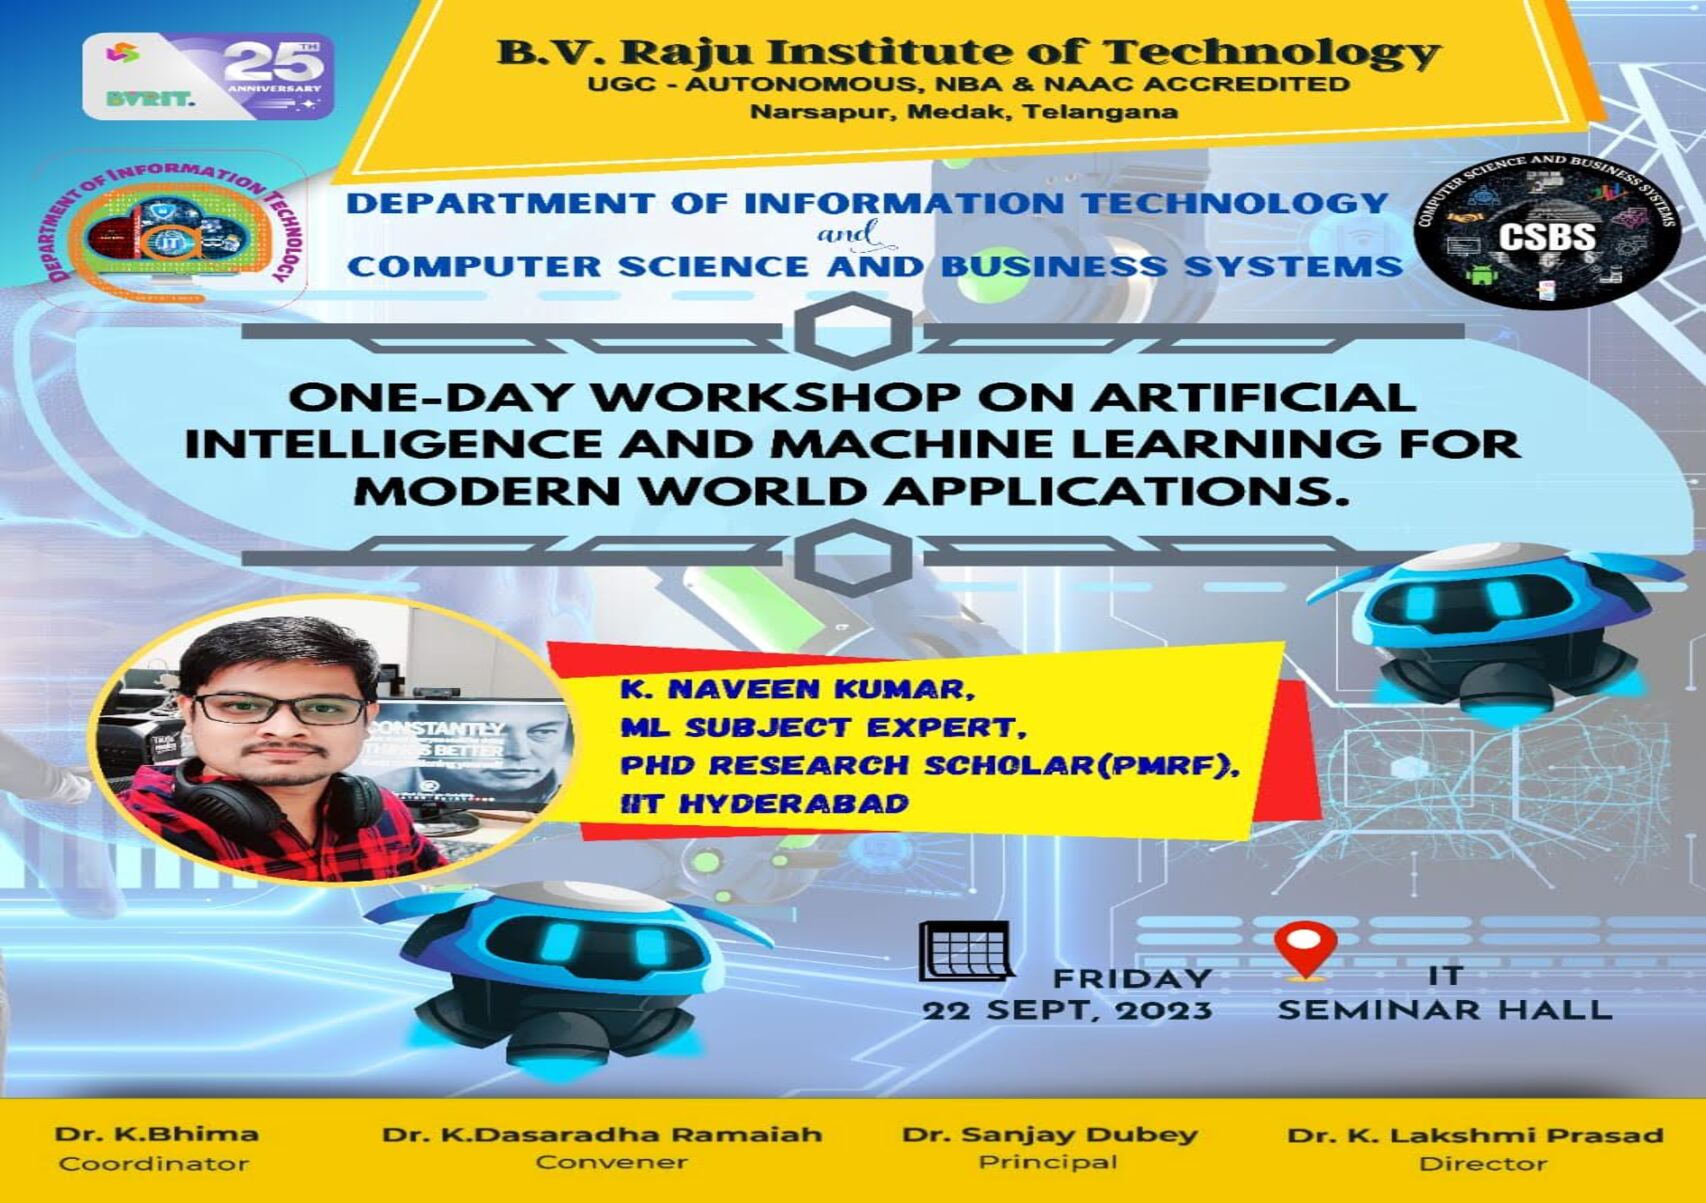 25TH
ANNIVERSARY
BVRIT.
B.V. Raju Institute of Technology
UGC - AUTONOMOUS, NBA & NAAC ACCREDITED
Narsapur, Medak, Telangana
DEPARTMENT OF INFORMATION TECHNOLOGY
IT
DEPARTMENT OF INFORMATION TECHNOLOGY
and
COMPUTER SCIENCE AND BUSINESS SYSTEMS
COMPUTER SCIENCE AND BUSINESS SYSTEMS
CSBS
ONE-DAY WORKSHOP ON ARTIFICIAL
INTELLIGENCE AND MACHINE LEARNING FOR
MODERN WORLD APPLICATIONS.
CONSTANTLY
THINGS BETTER
K. NAVEEN KUMAR,
ML SUBJECT EXPERT,
PHD RESEARCH SCHOLAR(PMRF),
IIT HYDERABAD
FRIDAY
22 SEPT, 2023
IT
SEMINAR HALL
Dr. K.Bhima
Coordinator
Dr. K.Dasaradha Ramaiah
Convener
Dr. Sanjay Dubey
Principal
Dr. K. Lakshmi Prasad
Director